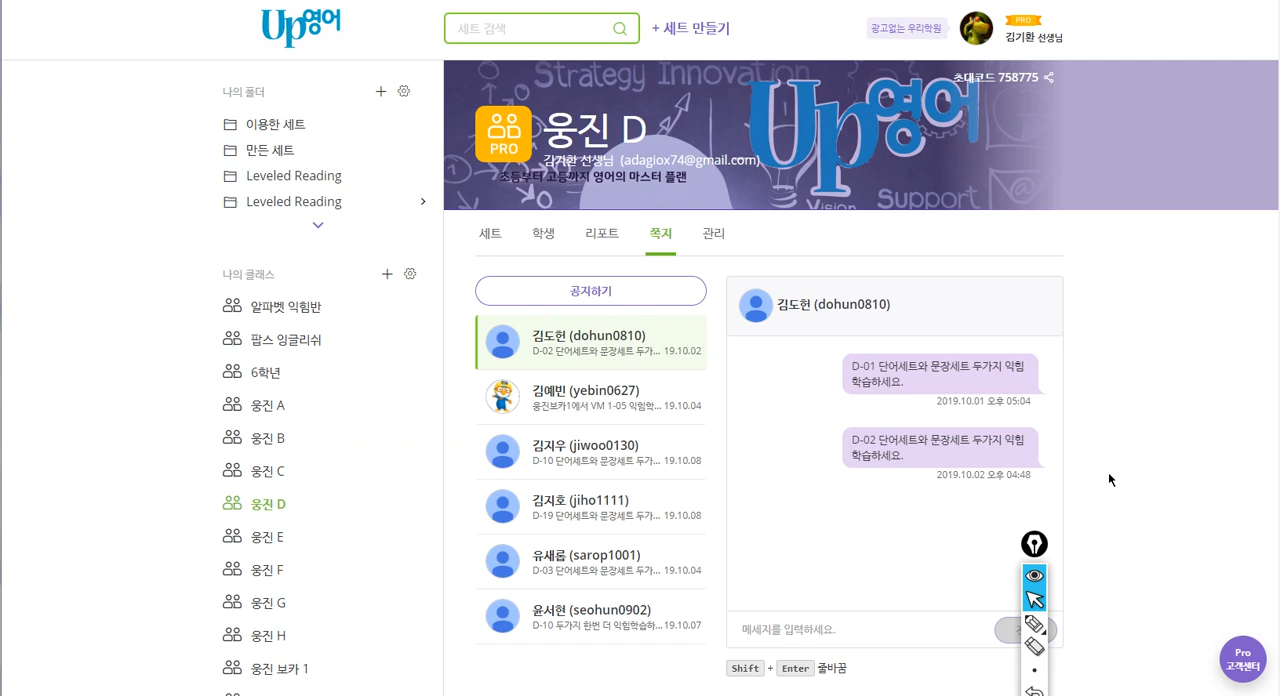 Up영어
세트 검색
+ 세트 만들기
광고없는 우리학원
PRO
김기환 선생님
나의 폴더
이용한 세트
만든 세트
Leveled Reading
Leveled Reading
나의 클래스
알파벳 익힘반
팝스 잉글리쉬
6학년
웅진 A
웅진 B
웅진 C
웅진 D
웅진 E
웅진 F
웅진 G
웅진 H
웅진 보카 1
Strategy Innovation
초대코드 758775
PRO
웅진 D
Up영어
김기환 선생님 (adagiox74@gmail.com)
초등부터 고등까지 영어의 마스터 플랜
Vision
Support
세트
학생
리포트
쪽지
관리
공지하기
김도현 (dohun0810)
D-02 단어세트와 문장세트 두가... 19.10.02
김예빈 (yebin0627)
웅진보카1에서 VM 1-05 익힘학... 19.10.04
김지우 (jiwoo0130)
D-10 단어세트와 문장세트 두가... 19.10.08
김지호 (jiho1111)
D-19 단어세트와 문장세트 두가... 19.10.08
유새롭 (sarop1001)
D-03 단어세트와 문장세트 두가... 19.10.04
윤서현 (seohun0902)
D-10 두가지 한번 더 익힘학습하... 19.10.07
김도현 (dohun0810)
D-01 단어세트와 문장세트 두가지 익힘
학습하세요.
2019.10.01 오후 05:04
D-02 단어세트와 문장세트 두가지 익힘
학습하세요.
2019.10.02 오후 04:48
메세지를 입력하세요.
Shift + Enter 줄바꿈
Pro
고객센터